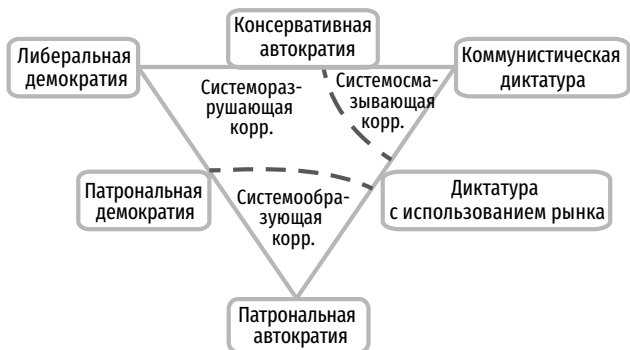 Консервативная
автократия
Либеральная
демократия
Коммунистическая
диктатура
Системораз-
рушающая
корр.
Системосма-
зывающая
корр.
Патрональная
демократия
Системообра-
зующая
корр.
Диктатура
с использованием рынка
Патрональная
автократия